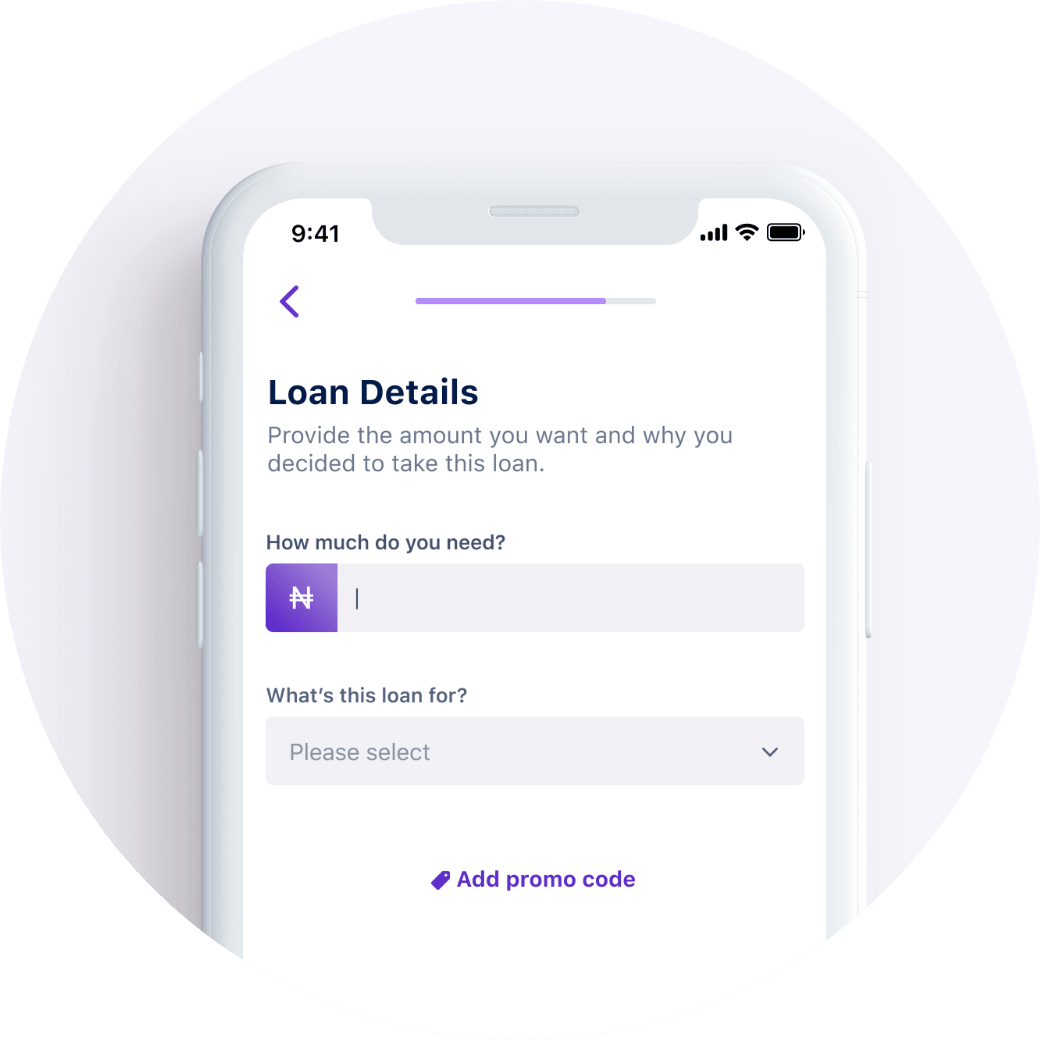 9:41
Loan Details
Provide the amount you want and why you
decided to take this loan.
How much do you need?
₦
What’s this loan for?
Please select
Add promo code